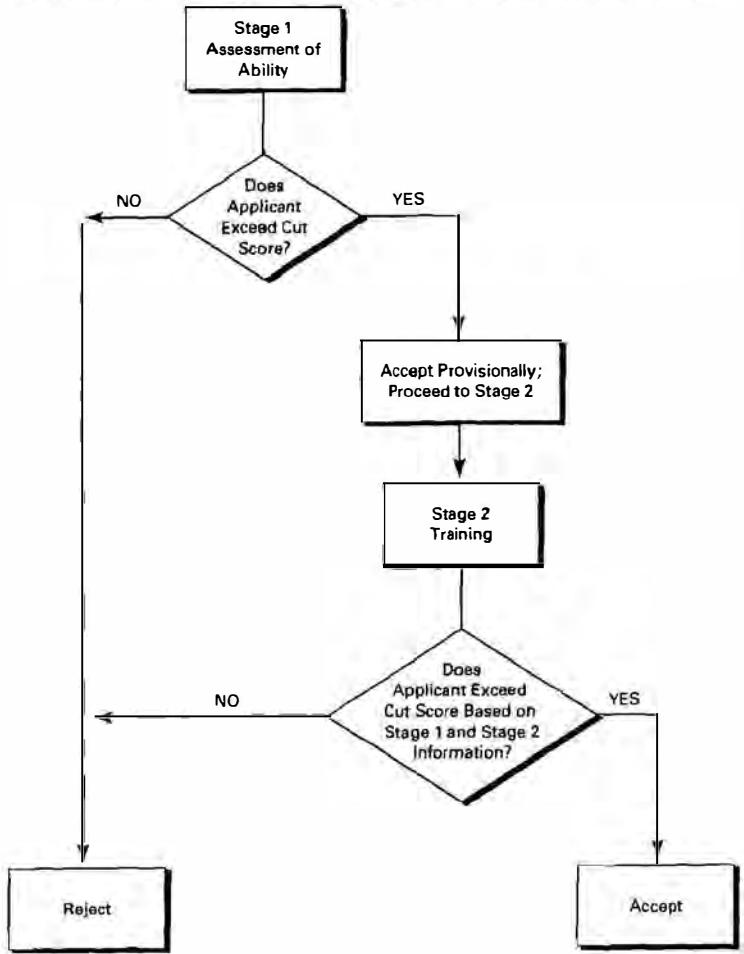 Stage 1
Assessment of
Ability
Does
Applicant
Exceed Cut
Score?
NO
YES
Accept Provisionally;
Proceed to Stage 2
Stage 2
Training
Does
Applicant Exceed
Cut Score Based on
Stage 1 and Stage 2
Information?
NO
YES
Reject
Accept